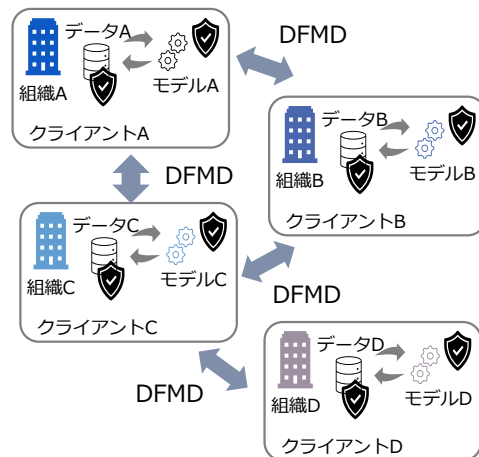 データA
組織A
モデルA
クライアントA
DFMD
データB
組織B
モデルB
クライアントB
DFMD
データC
組織C
モデルC
クライアントC
DFMD
データD
組織D
モデルD
クライアントD
DFMD